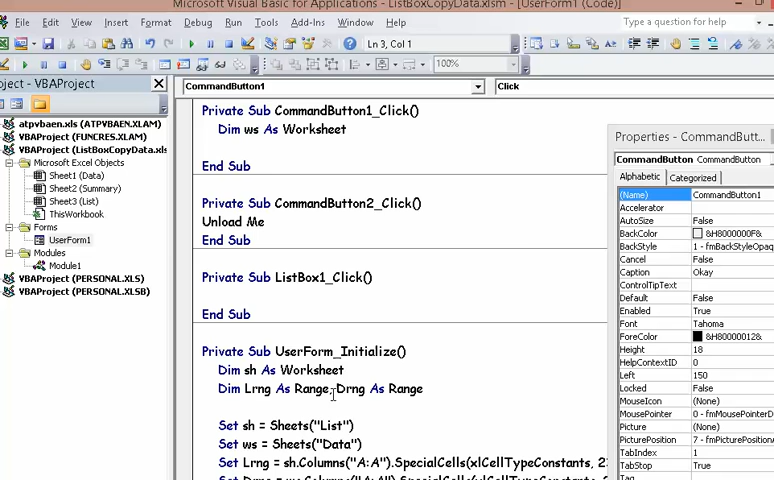 Microsoft Visual Basic for Applications - ListBoxCopyData.xlsm - [UserForm1 (Code)]
File Edit View Insert Format Debug Run Tools Add-Ins Window Help
Type a question for help
Ln 3, Col 1
100%
oject - VBAProject
atpvbaen.xls (ATPVBAEN.XLAM)
VBAProject (FUNCRES.XLAM)
VBAProject (ListBoxCopyData.xls
Microsoft Excel Objects
Sheet1 (Data)
Sheet2 (Summary)
Sheet3 (List)
ThisWorkbook
Forms
UserForm1
Modules
Module1
VBAProject (PERSONAL.XLS)
VBAProject (PERSONAL.XLSB)
CommandButton1
Click
Private Sub CommandButton1_Click()
Dim ws As Worksheet
End Sub
Private Sub CommandButton2_Click()
Unload Me
End Sub
Private Sub ListBox1_Click()
End Sub
Private Sub UserForm_Initialize()
Dim sh As Worksheet
Dim Lrng As Range, Drng As Range
Set sh = Sheets("List")
Set ws = Sheets("Data")
Set Lrng = sh.Columns("A:A").SpecialCells(xlCellTypeConstants, 2
Properties - CommandButt...
CommandButton1 CommandButton
Alphabetic Categorized
(Name) CommandButton1
Accelerator
AutoSize False
BackColor &H8000000F&
BackStyle 1 - fmBackStyleOpaq
Cancel False
Caption Okay
ControlTipText
Default False
Enabled True
Font Tahoma
ForeColor &H80000012&
Height 18
HelpContextID 0
Left 150
Locked False
MouseIcon (None)
MousePointer 0 - fmMousePointerD
Picture (None)
PicturePosition 7 - fmPicturePositionA
TabIndex 1
TabStop True
Tag